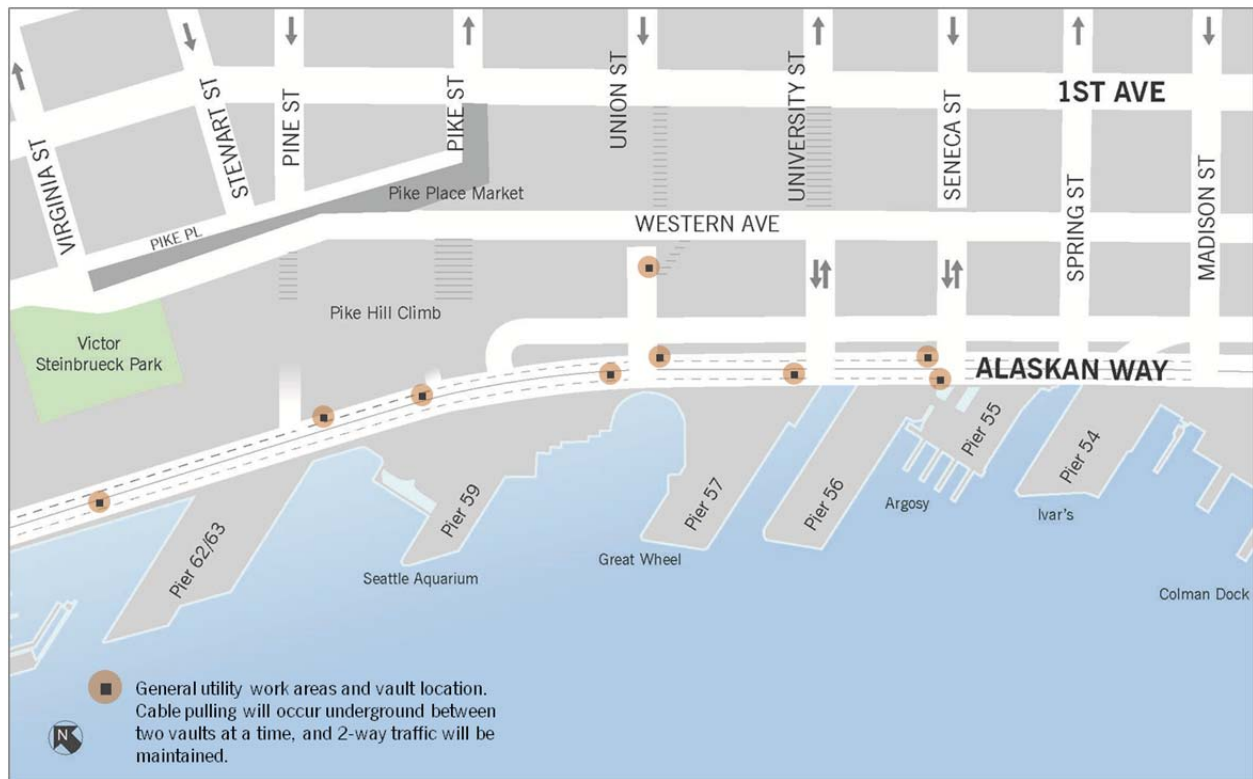 VIRGINIA ST
STEWART ST
PINE ST
PIKE ST
UNION ST
UNIVERSITY ST
SENECA ST
SPRING ST
MADISON ST
1ST AVE
Pike Place Market
PIKE PL
WESTERN AVE
Pike Hill Climb
Victor
Steinbrueck Park
ALASKAN WAY
Pier 62/63
Pier 59
Pier 57
Pier 56
Pier 55
Pier 54
Argosy
Ivar's
Great Wheel
Seattle Aquarium
Colman Dock
General utility work areas and vault location.
Cable pulling will occur underground between
two vaults at a time, and 2-way traffic will be
maintained.
N